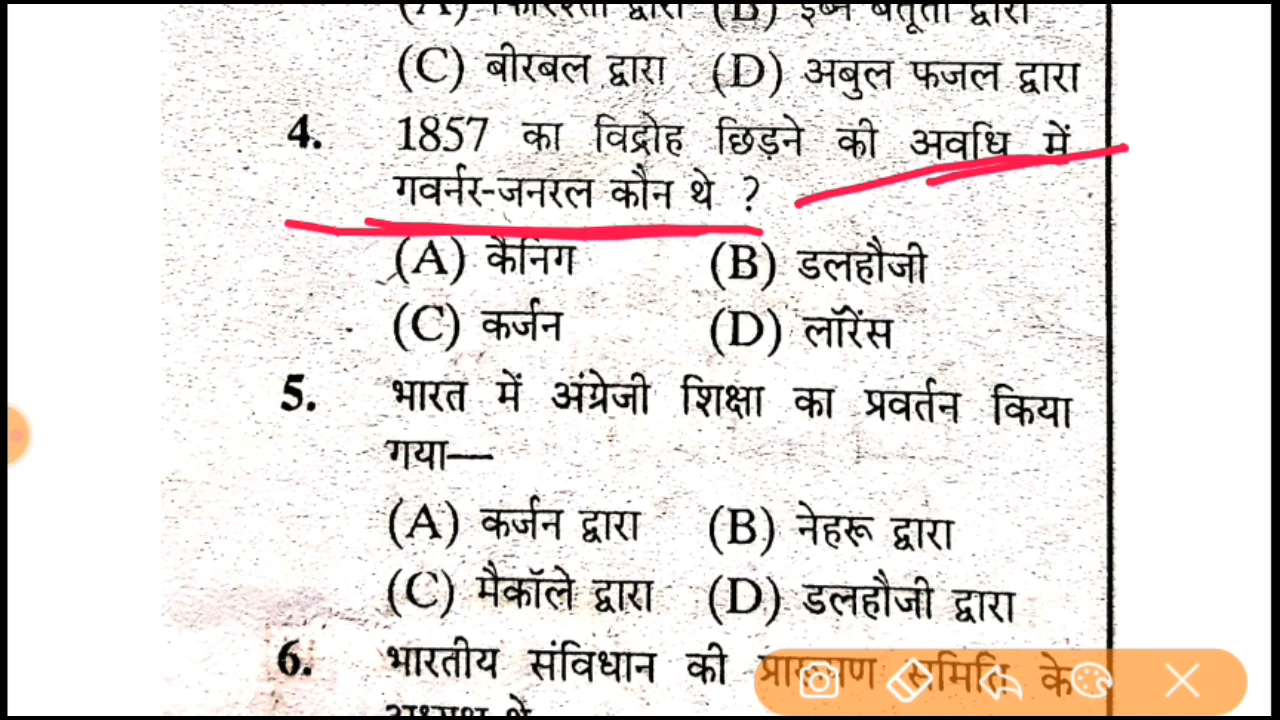 (C) बीरबल द्वारा (D) अबुल फजल द्वारा
4. 1857 का विद्रोह छिड़ने की अवधि में
गवर्नर-जनरल कौन थे ?
(A) कैनिंग (B) डलहौजी
(C) कर्जन (D) लॉरेंस
5. भारत में अंग्रेजी शिक्षा का प्रवर्तन किया
गया—
(A) कर्जन द्वारा (B) नेहरू द्वारा
(C) मैकॉले द्वारा (D) डलहौजी द्वारा
6. भारतीय संविधान की समिति के